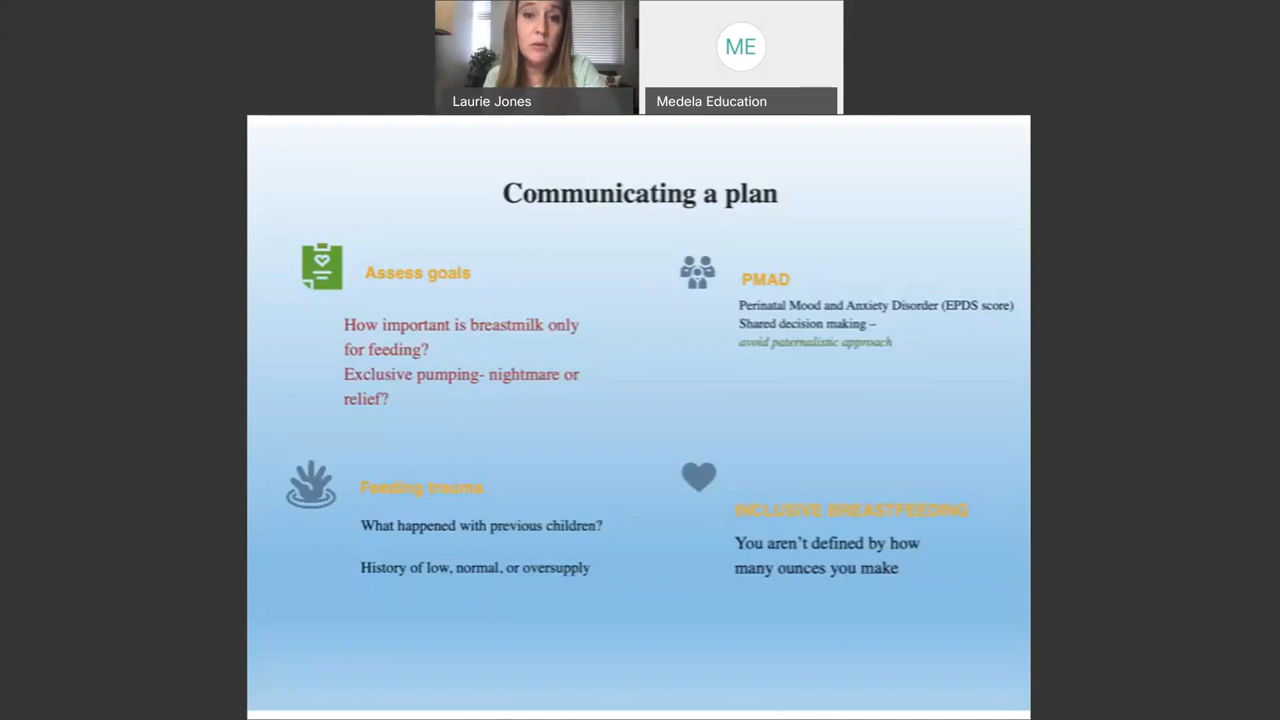 ME
Laurie Jones
Medela Education
Communicating a plan
Assess goals
How important is breastmilk only
for feeding?
Exclusive pumping- nightmare or
relief?
PMAD
Perinatal Mood and Anxiety Disorder (EPDS score)
Shared decision making –
avoid paternalistic approach
Feeding trauma
What happened with previous children?
History of low, normal, or oversupply
INCLUSIVE BREASTFEEDING
You aren't defined by how
many ounces you make